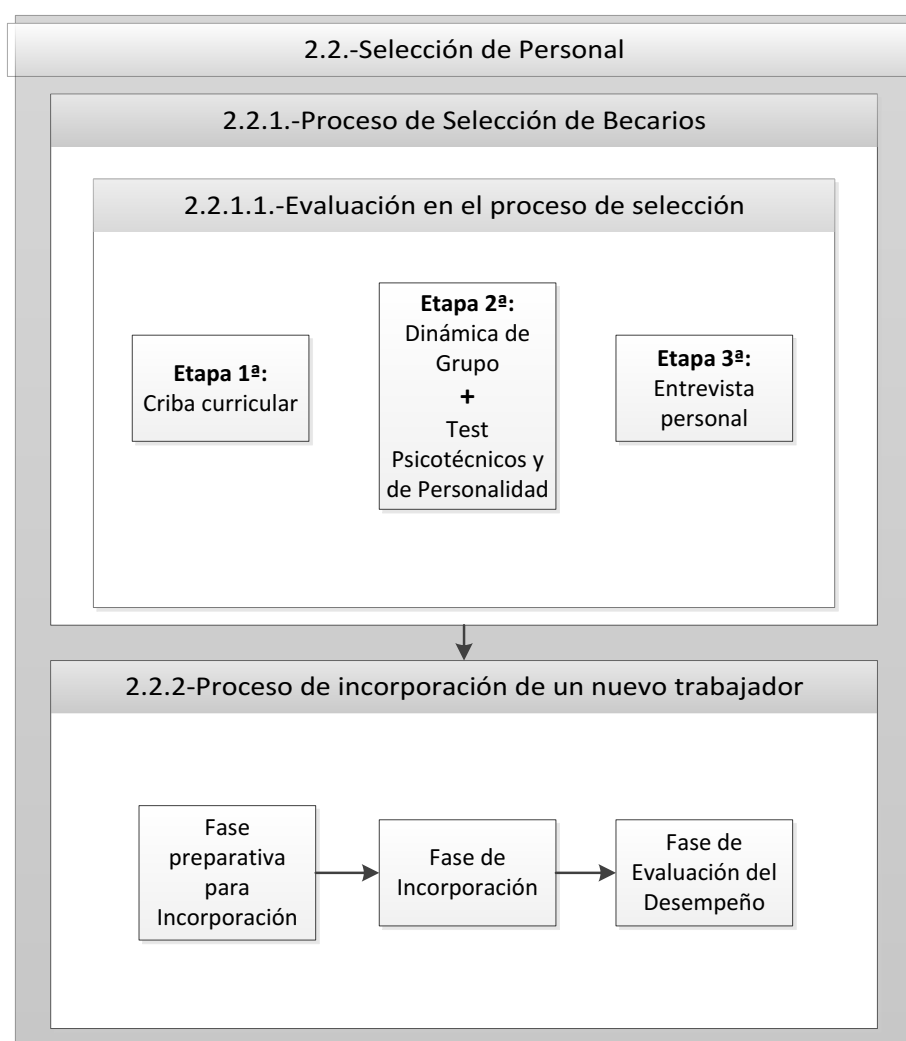 2.2.-Selección de Personal
2.2.1.-Proceso de Selección de Becarios
2.2.1.1.-Evaluación en el proceso de selección
Etapa 1ª:
Criba curricular
Etapa 2ª:
Dinámica de
Grupo
+
Test
Psicotécnicos y
de Personalidad
Etapa 3ª:
Entrevista
personal
2.2.2-Proceso de incorporación de un nuevo trabajador
Fase
preparativa
para
Incorporación
Fase de
Incorporación
Fase de
Evaluación del
Desempeño